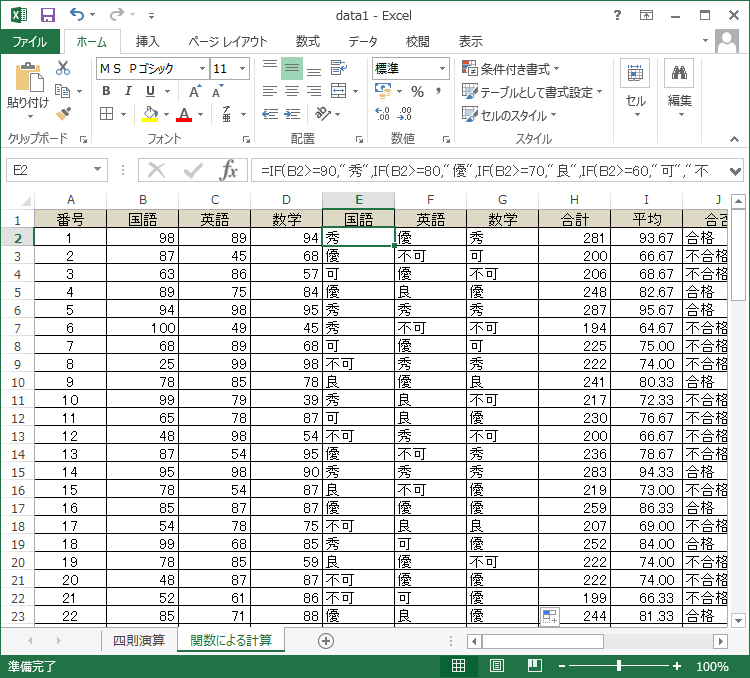 data1 - Excel
ファイル ホーム 挿入 ページ レイアウト 数式 データ 校閲 表示
貼り付け ＭＳ Ｐゴシック 11 標準 条件付き書式 セル 編集
B I U A A % , テーブルとして書式設定
A 亜 .00 .0 セルのスタイル
クリップボード フォント 配置 数値 スタイル
E2 fx =IF(B2>=90,“秀”,IF(B2>=80,“優”,IF(B2>=70,“良”,IF(B2>=60,“可”,“不
A B C D E F G H I J
1 番号 国語 英語 数学 国語 英語 数学 合計 平均
2 1 98 89 94 秀 優 秀 281 93.67 合格
3 2 87 45 68 優 不可 可 200 66.67 不合格
4 3 63 86 57 可 優 不可 206 68.67 不合格
5 4 89 75 84 優 良 優 248 82.67 合格
6 5 94 98 95 秀 秀 秀 287 95.67 合格
7 6 100 49 45 秀 不可 不可 194 64.67 不合格
8 7 68 89 68 可 優 可 225 75.00 合格
9 8 25 99 98 不可 秀 秀 222 74.00 不合格
10 9 78 85 78 良 優 良 241 80.33 合格
11 10 99 79 39 秀 良 不可 217 72.33 不合格
12 11 65 78 87 可 良 優 230 76.67 合格
13 12 48 98 54 不可 秀 不可 200 66.67 不合格
14 13 87 54 95 優 不可 秀 236 78.67 不合格
15 14 95 98 90 秀 秀 秀 283 94.33 合格
16 15 78 54 87 良 不可 優 219 73.00 不合格
17 16 85 87 87 優 優 優 259 86.33 合格
18 17 54 78 75 不可 良 良 207 69.00 不合格
19 18 99 68 85 秀 可 優 252 84.00 合格
20 19 78 85 59 良 優 不可 222 74.00 不合格
21 20 48 87 87 不可 優 優 222 74.00 不合格
22 21 52 61 86 不可 可 優 199 66.33 不合格
23 22 85 71 88 優 良 優 244 81.33 合格
四則演算 関数による計算
準備完了 100%